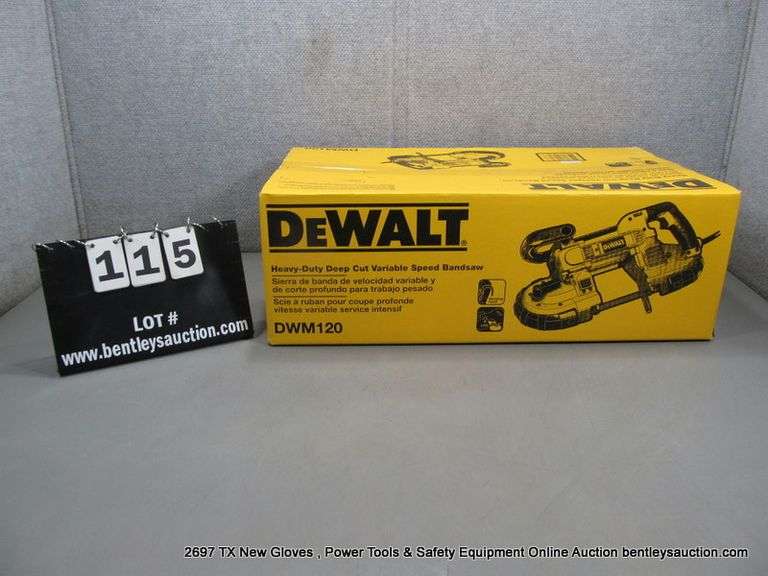 115
LOT #
www.bentleysauction.com
DEWALT
DEWALT
Heavy-Duty Deep Cut Variable Speed Bandsaw
Sierra de banda de velocidad variable y
de corte profundo para trabajo pesado
Scie à ruban pour coupe profonde
vitesse variable service intensif
DWM120
DEWALT
2697 TX New Gloves , Power Tools & Safety Equipment Online Auction bentleysauction.com